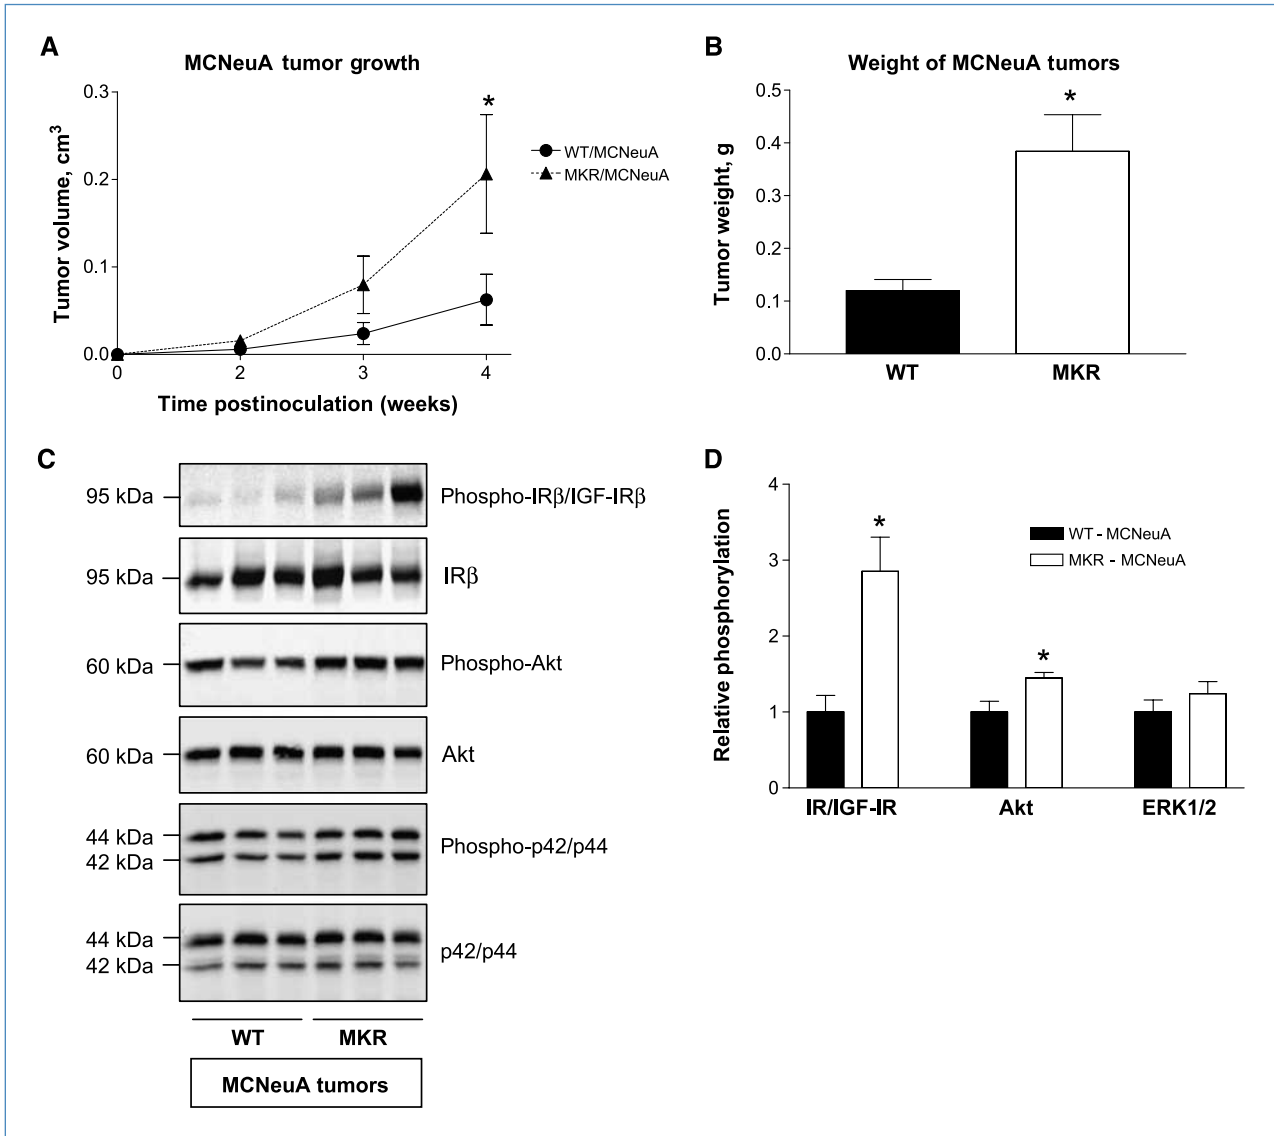 A
MCNeuA tumor growth
Tumor volume, cm³
0.3
0.2
0.1
0.0
0 2 3 4
Time postinoculation (weeks)
*
WT/MCNeuA
MKR/MCNeuA
B
Weight of MCNeuA tumors
Tumor weight, g
0.5
0.4
0.3
0.2
0.1
0.0
*
WT MKR
C
95 kDa Phospho-IRβ/IGF-IRβ
95 kDa IRβ
60 kDa Phospho-Akt
60 kDa Akt
44 kDa
42 kDa
Phospho-p42/p44
44 kDa
42 kDa
p42/p44
WT MKR
MCNeuA tumors
D
Relative phosphorylation
4
3
2
1
0
*
*
WT - MCNeuA
MKR - MCNeuA
IR/IGF-IR Akt ERK1/2